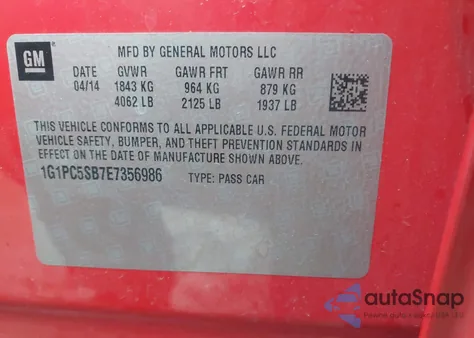 GM
MFD BY GENERAL MOTORS LLC
DATE GVWR GAWR FRT GAWR RR
04/14 1843 KG 964 KG 879 KG
4062 LB 2125 LB 1937 LB
THIS VEHICLE CONFORMS TO ALL APPLICABLE U.S. FEDERAL MOTOR
VEHICLE SAFETY, BUMPER, AND THEFT PREVENTION STANDARDS IN
EFFECT ON THE DATE OF MANUFACTURE SHOWN ABOVE.
1G1PC5SB7E7356986 TYPE: PASS CAR
autoSnap